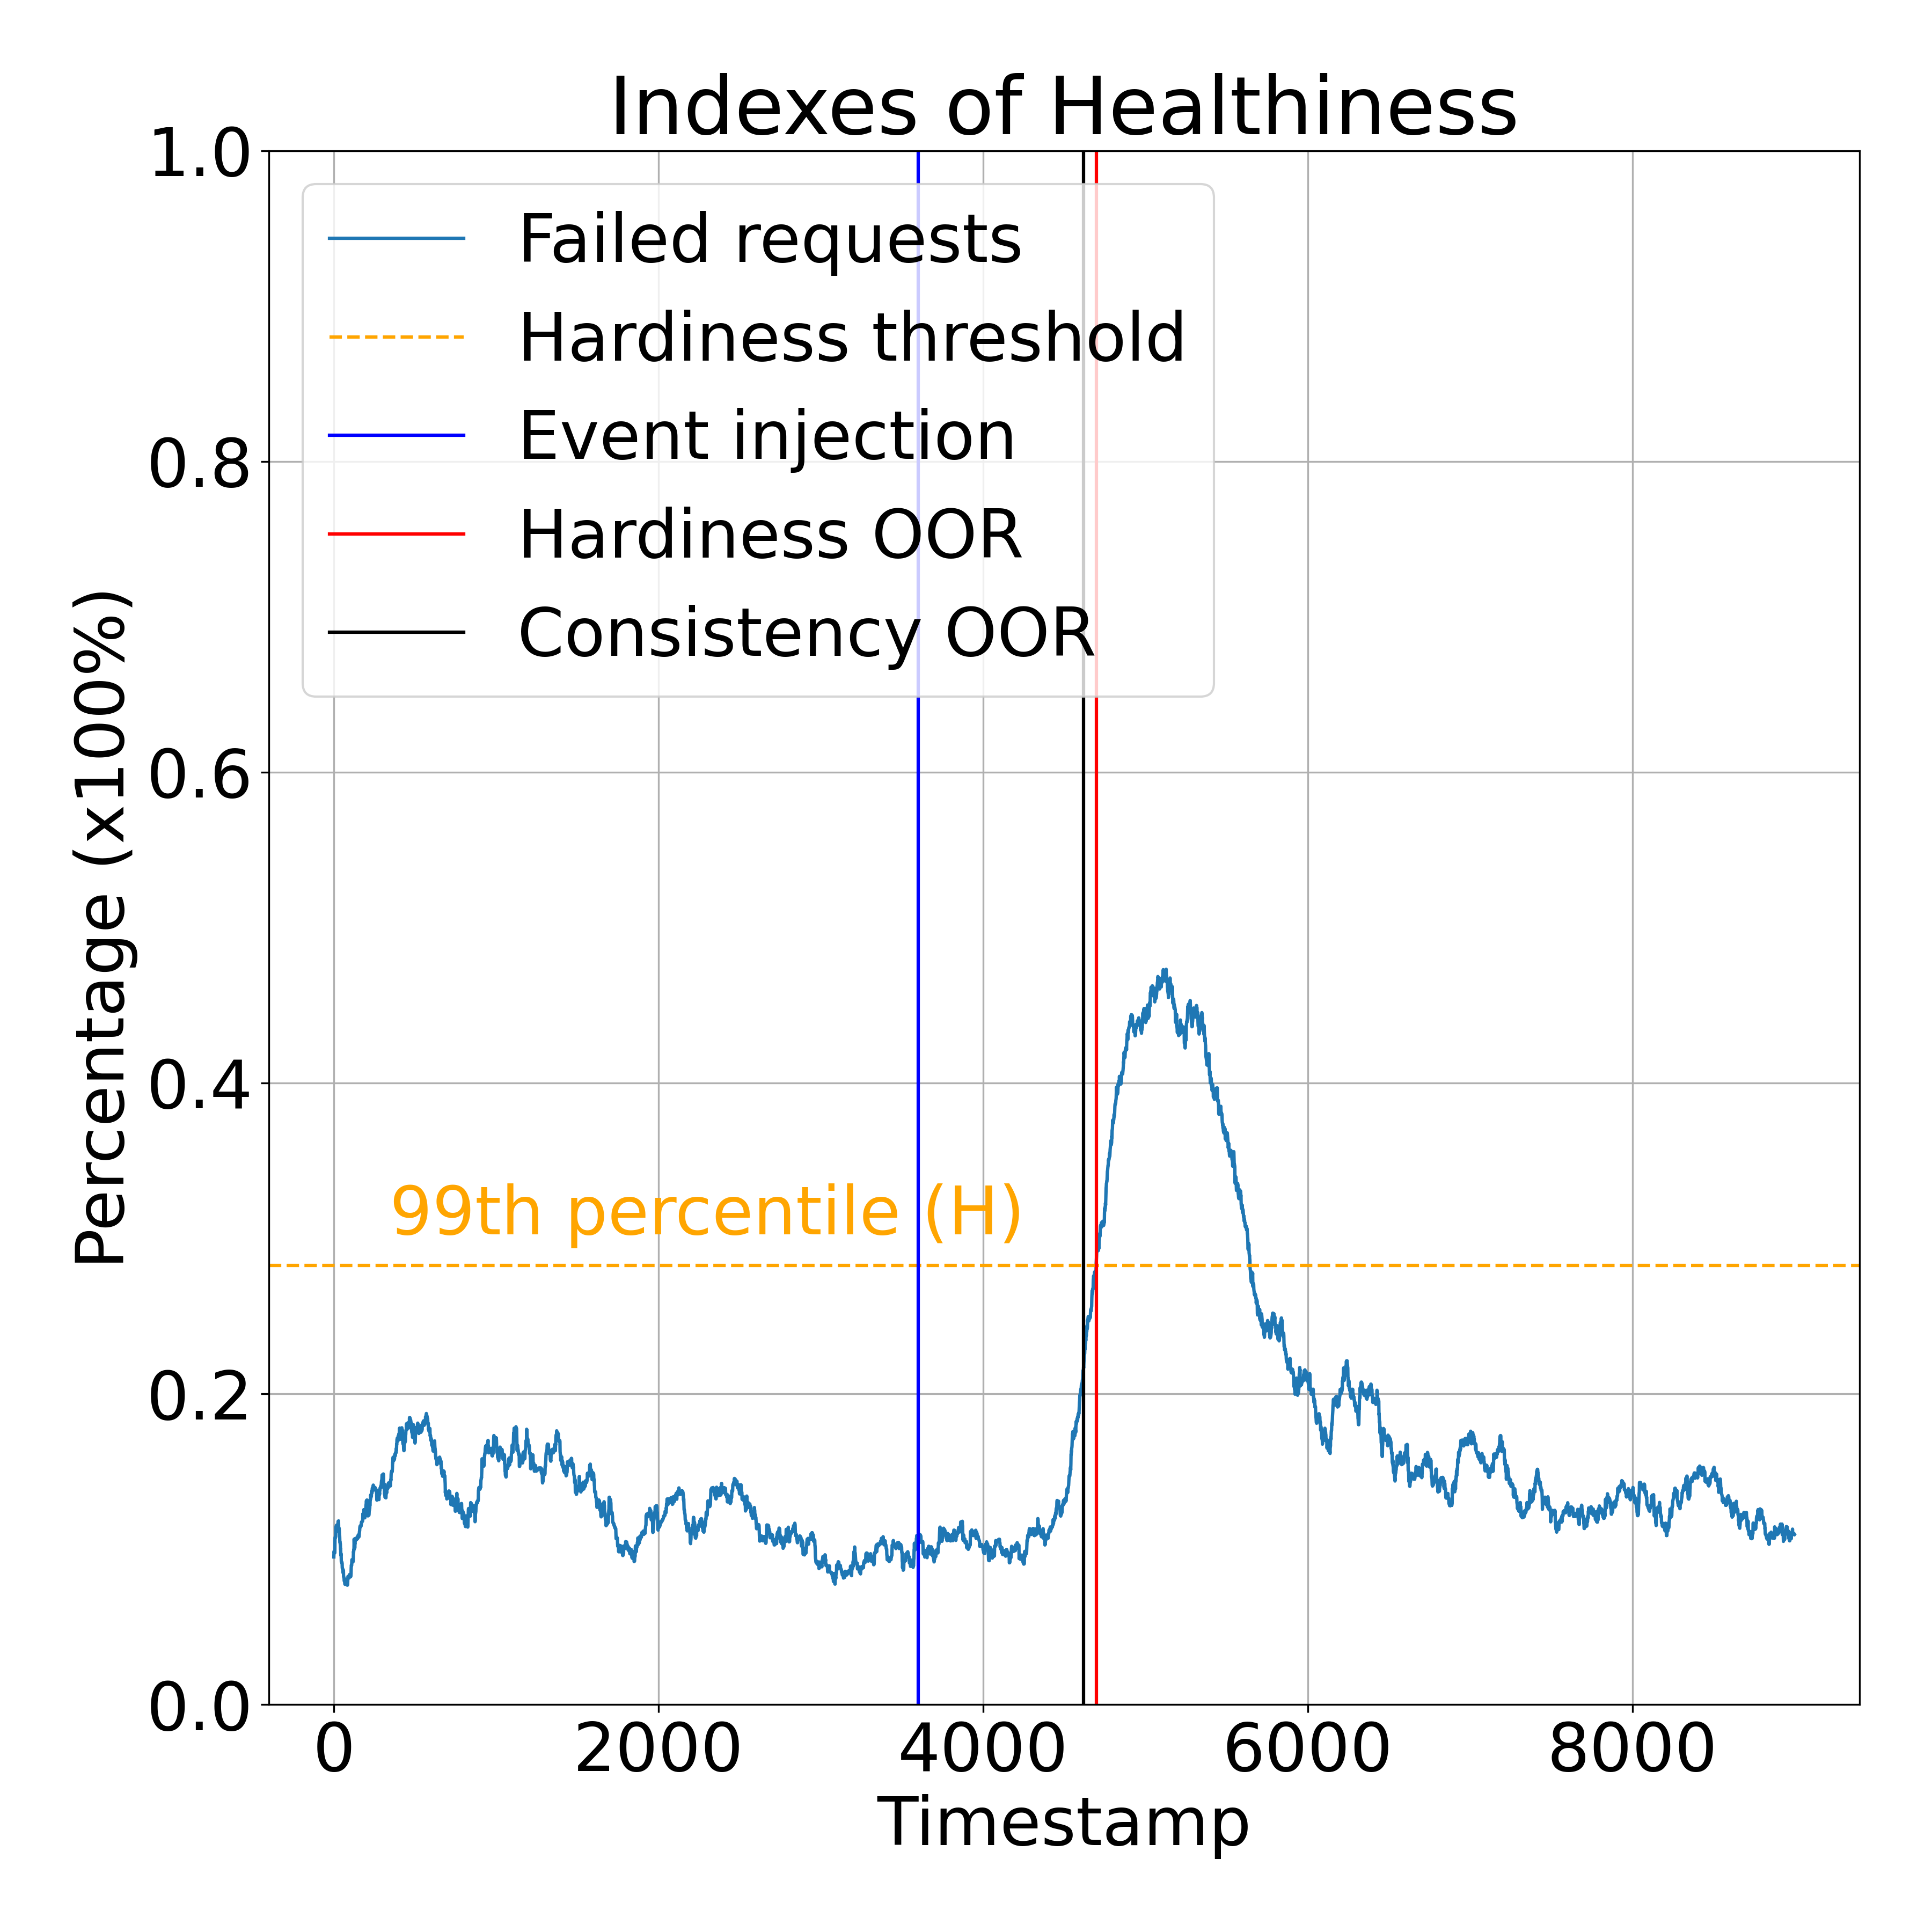 Indexes of Healthiness
1.0
0.8
0.6
0.4
0.2
0.0
Percentage (x100%)
Failed requests
Hardiness threshold
Event injection
Hardiness OOR
Consistency OOR
99th percentile (H)
0 2000 4000 6000 8000
Timestamp